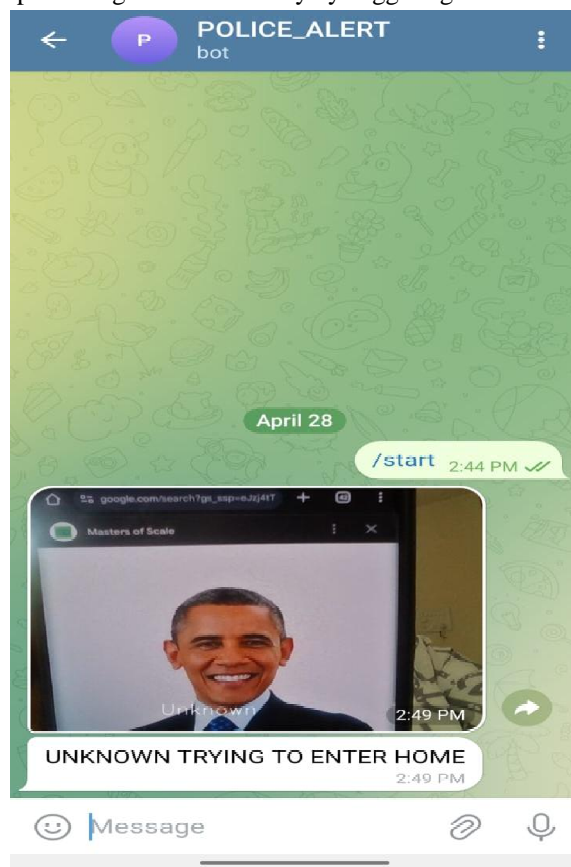 P
POLICE_ALERT
bot
April 28
/start 2:44 PM
google.com/search?gs_ssp=eJzj4tT
42
Masters of Scale
Unknown
2:49 PM
UNKNOWN TRYING TO ENTER HOME
2:49 PM
Message